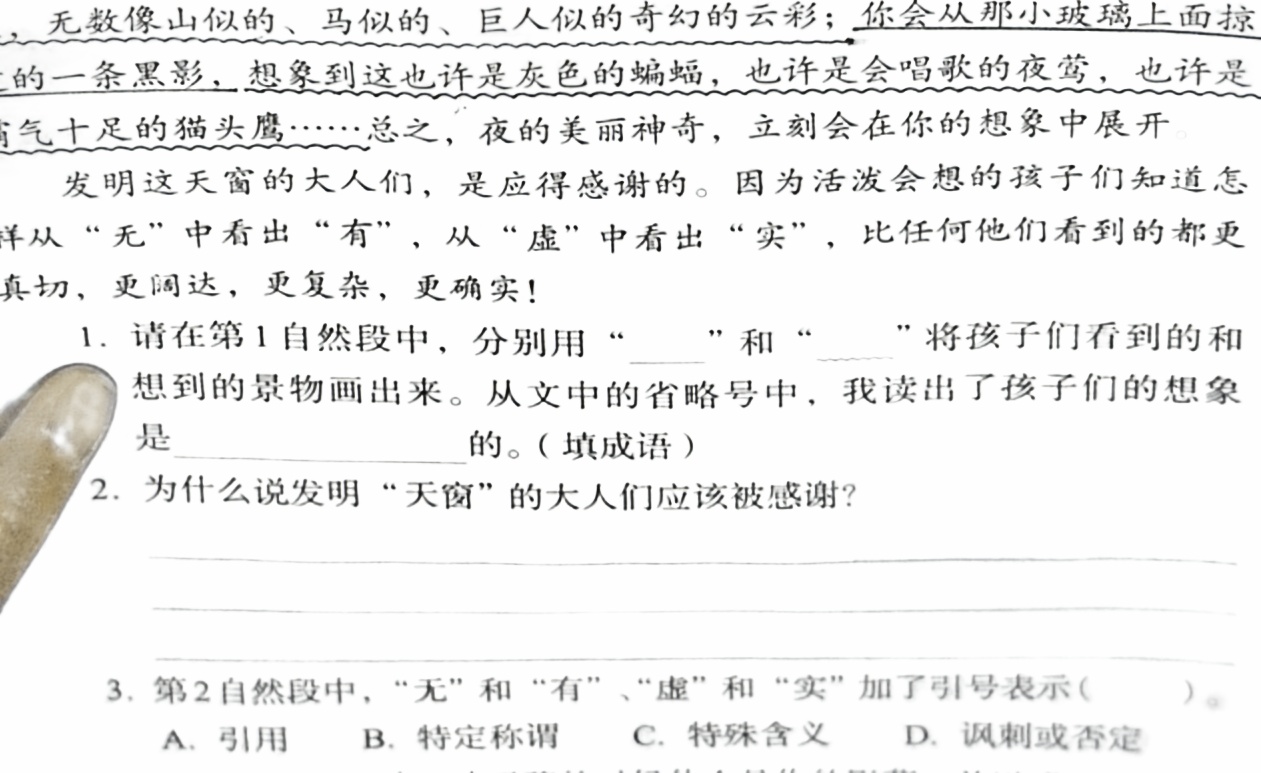 ，无数像山似的、马似的、巨人似的奇幻的云彩；你会从那小玻璃上面掠
的一条黑影，想象到这也许是灰色的蝙蝠，也许是会唱歌的夜莺，也许是
气十足的猫头鹰……总之，夜的美丽神奇，立刻会在你的想象中展开
发明这天窗的大人们，是应得感谢的。因为活泼会想的孩子们知道怎
样从“无”中看出“有”，从“虚”中看出“实”，比任何他们看到的都更
真切，更阔达，更复杂，更确实！
1. 请在第1自然段中，分别用“____”和“____”将孩子们看到的和
想到的景物画出来。从文中的省略号中，我读出了孩子们的想象
是____________的。（填成语）
2. 为什么说发明“天窗”的大人们应该被感谢？
3. 第2自然段中，“无”和“有”、“虚”和“实”加了引号表示（　　）。
A. 引用 B. 特定称谓 C. 特殊含义 D. 讽刺或否定